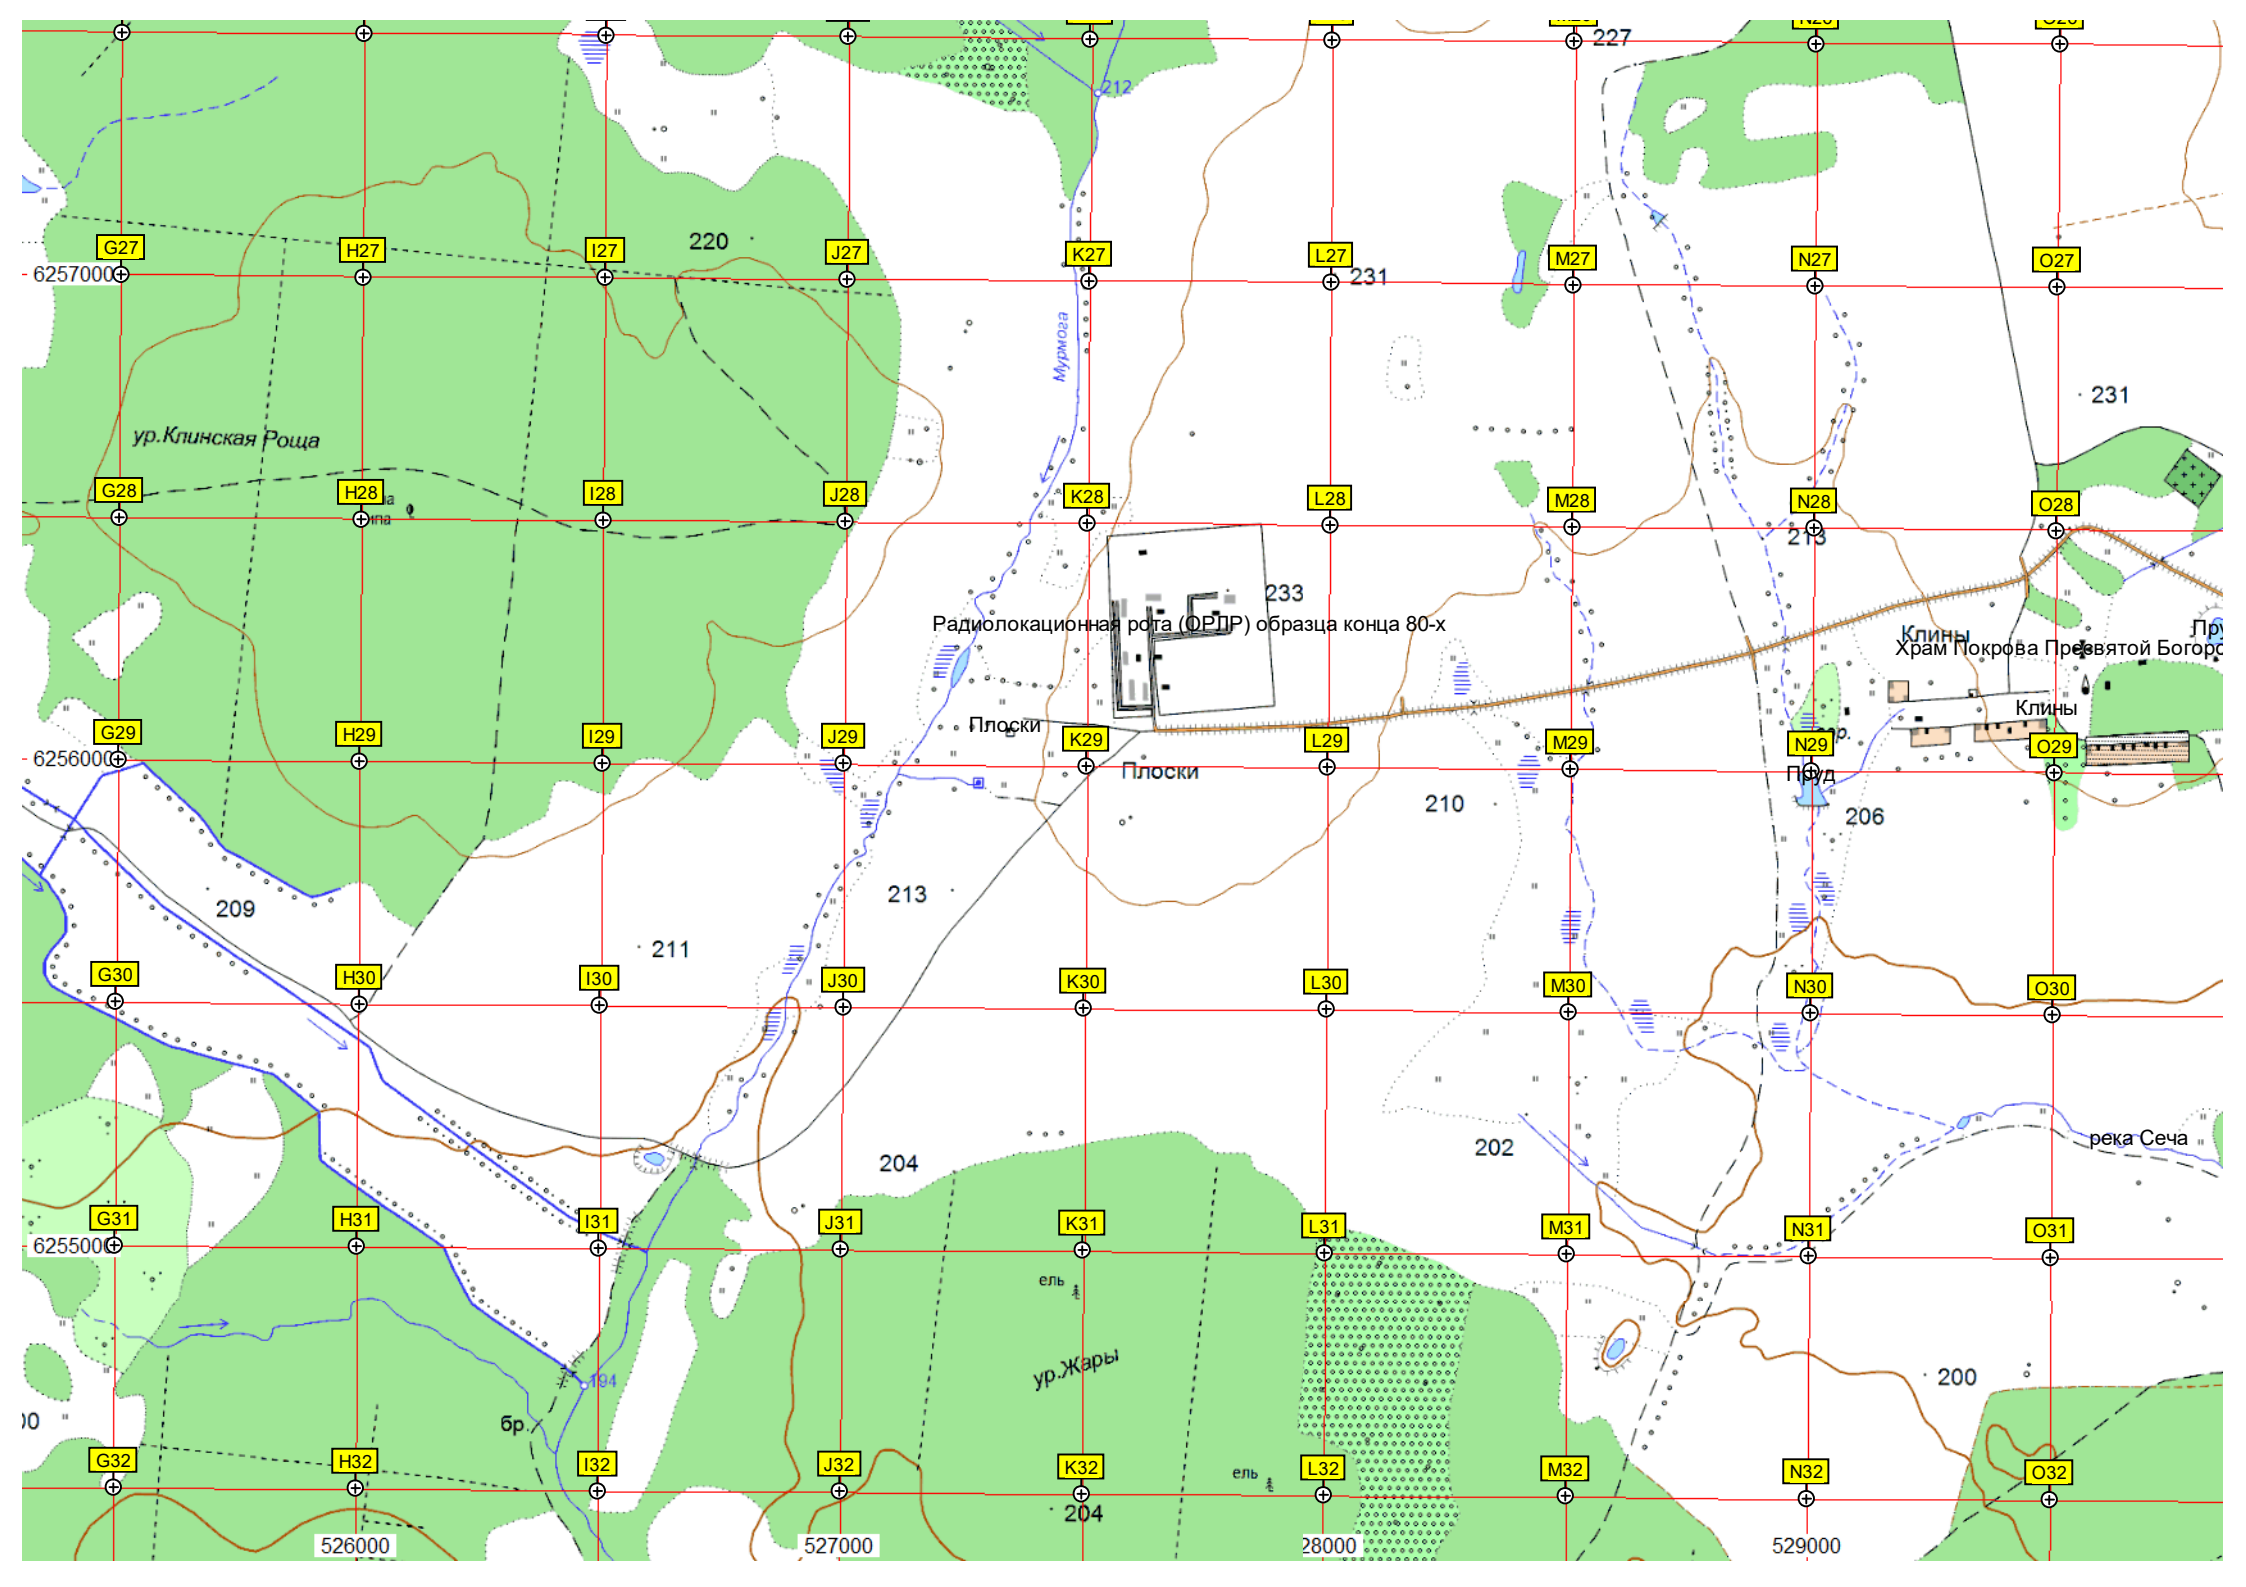 227
212
G27
H27
I27
220
J27
K27
L27
231
M27
N27
O27
6257000
Мурмога
231
ур.Клинская Роща
G28
H28
I28
J28
K28
L28
M28
N28
O28
213
233
Радиолокационная рота (ОРЛР) образца конца 80-х
Клины
Храм Покрова Пресвятой Богоро
Плоски
Клины
G29
H29
I29
J29
K29
L29
M29
N29
O29
6256000
Плоски
Пруд
210
206
209
213
211
G30
H30
I30
J30
K30
L30
M30
N30
O30
202
река Сеча
204
G31
H31
I31
J31
K31
L31
M31
N31
O31
6255000
ель
ур.Жары
194
200
бр.
G32
H32
I32
J32
K32
ель
L32
M32
N32
O32
204
526000
527000
28000
529000